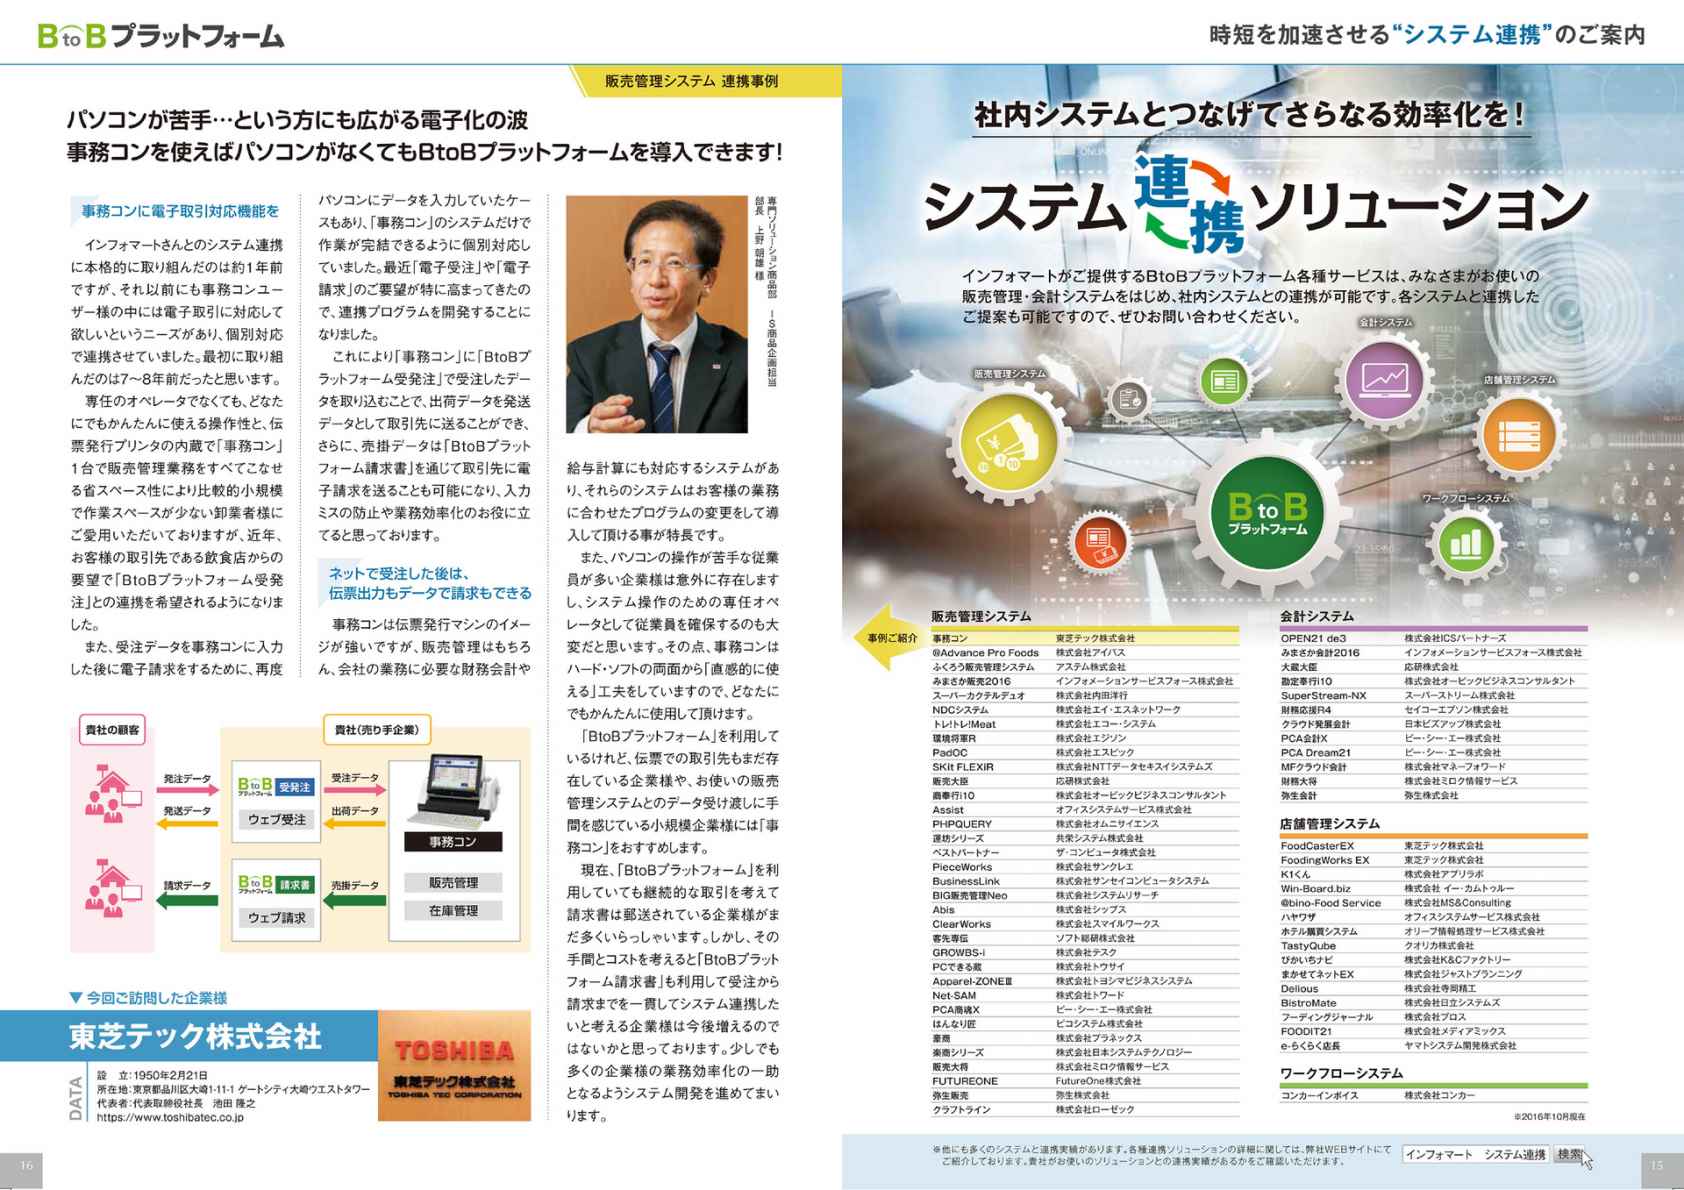 BtoBプラットフォーム
時短を加速させる“システム連携”のご案内
販売管理システム 連携事例
パソコンが苦手…という方にも広がる電子化の波
事務コンを使えばパソコンがなくてもBtoBプラットフォームを導入できます!
事務コンに電子取引対応機能を
インフォマートさんとのシステム連携
に本格的に取り組んだのは約1年前
ですが、それ以前にも事務コンユー
ザー様の中には電子取引に対応して
欲しいというニーズがあり、個別対応
で連携させていました。最初に取り組
んだのは7〜8年前だったと思います。
専任のオペレータでなくても、どなた
にでもかんたんに使える操作性と、伝
票発行プリンタの内蔵で「事務コン」
1台で販売管理業務をすべてこなせ
る省スペース性により比較的小規模
で作業スペースが少ない卸業者様に
ご愛用いただいておりますが、近年、
お客様の取引先である飲食店からの
要望で「BtoBプラットフォーム受発
注」との連携を希望されるようになりま
した。
また、受注データを事務コンに入力
した後に電子請求をするために、再度
パソコンにデータを入力していたケー
スもあり、「事務コン」のシステムだけで
作業が完結できるように個別対応し
ていました。最近「電子受注」や「電子
請求」のご要望が特に高まってきたの
で、連携プログラムを開発することに
なりました。
これにより「事務コン」に「BtoBプ
ラットフォーム受発注」で受注したデー
タを取り込むことで、出荷データを発送
データとして取引先に送ることができ、
さらに、売掛データは「BtoBプラット
フォーム請求書」を通じて取引先に電
子請求を送ることも可能になり、入力
ミスの防止や業務効率化のお役に立
てると思っております。
ネットで受注した後は、
伝票出力もデータで請求もできる
事務コンは伝票発行マシンのイメー
ジが強いですが、販売管理はもちろ
ん、会社の業務に必要な財務会計や
専門ソリューション商品部 IS商品企画担当
部長 上野 朝雄 様
給与計算にも対応するシステムがあ
り、それらのシステムはお客様の業務
に合わせたプログラムの変更をして導
入して頂ける事が特長です。
また、パソコンの操作が苦手な従業
員が多い企業様は意外に存在します
し、システム操作のための専任オペ
レータとして従業員を確保するのも大
変だと思います。その点、事務コンは
ハード・ソフトの両面から「直感的に使
える」工夫をしていますので、どなたに
でもかんたんに使用して頂けます。
「BtoBプラットフォーム」を利用して
いるけれど、伝票での取引先もまだ存
在している企業様や、お使いの販売
管理システムとのデータ受け渡しに手
間を感じている小規模企業様には「事
務コン」をおすすめします。
現在、「BtoBプラットフォーム」を利
用していても継続的な取引を考えて
請求書は郵送されている企業様がま
だ多くいらっしゃいます。しかし、その
手間とコストを考えると「BtoBプラット
フォーム請求書」も利用して受注から
請求までを一貫してシステム連携した
いと考える企業様は今後増えるので
はないかと思っております。少しでも
多くの企業様の業務効率化の一助
となるようシステム開発を進めてまい
ります。
貴社の顧客
貴社(売り手企業)
発注データ
発送データ
請求データ
BtoBプラットフォーム 受発注
ウェブ受注
BtoBプラットフォーム 請求書
ウェブ請求
受注データ
出荷データ
売掛データ
事務コン
販売管理
在庫管理
▼ 今回ご訪問した企業様
東芝テック株式会社
DATA
設 立:1950年2月21日
所在地:東京都品川区大崎1-11-1 ゲートシティ大崎ウエストタワー
代表者:代表取締役社長 池田 隆之
https://www.toshibatec.co.jp
TOSHIBA
東芝テック株式会社
TOSHIBA TEC CORPORATION
16
社内システムとつなげてさらなる効率化を!
システム連携ソリューション
インフォマートがご提供するBtoBプラットフォーム各種サービスは、みなさまがお使いの
販売管理・会計システムをはじめ、社内システムとの連携が可能です。各システムと連携した
ご提案も可能ですので、ぜひお問い合わせください。
会計システム
販売管理システム
店舗管理システム
ワークフローシステム
BtoB
プラットフォーム
事例ご紹介
販売管理システム
事務コン 東芝テック株式会社
@Advance Pro Foods 株式会社アイパス
ふくろう販売管理システム アステム株式会社
みまさか販売2016 インフォメーションサービスフォース株式会社
スーパーカクテルデュオ 株式会社内田洋行
NDCシステム 株式会社エイ・エスネットワーク
トレ!トレ!Meat 株式会社エコー・システム
環境将軍R 株式会社エジソン
PadOC 株式会社エスピック
SKit FLEXiR 株式会社NTTデータセキスイシステムズ
販売大臣 応研株式会社
商奉行i10 株式会社オービックビジネスコンサルタント
Assist オフィスシステムサービス株式会社
PHPQUERY 株式会社オムニサイエンス
蓮坊シリーズ 共栄システム株式会社
ベストパートナー ザ・コンピュータ株式会社
PieceWorks 株式会社サンクレエ
BusinessLink 株式会社サンセイコンピュータシステム
BIG販売管理Neo 株式会社システムリサーチ
Abis 株式会社シップス
ClearWorks 株式会社スマイルワークス
客先専伝 ソフト総研株式会社
GROWBS-i 株式会社テスク
PCできる蔵 株式会社トウサイ
Apparel-ZONEⅢ 株式会社トヨシマビジネスシステム
Net-SAM 株式会社トワード
PCA商魂X ピー・シー・エー株式会社
はんなり匠 ピコシステム株式会社
豪商 株式会社プラネックス
楽商シリーズ 株式会社日本システムテクノロジー
販売大将 株式会社ミロク情報サービス
FUTUREONE FutureOne株式会社
弥生販売 弥生株式会社
クラフトライン 株式会社ローゼック
会計システム
OPEN21 de3 株式会社ICSパートナーズ
みまさか会計2016 インフォメーションサービスフォース株式会社
大蔵大臣 応研株式会社
勘定奉行i10 株式会社オービックビジネスコンサルタント
SuperStream-NX スーパーストリーム株式会社
財務応援R4 セイコーエプソン株式会社
クラウド発展会計 日本ビズアップ株式会社
PCA会計X ピー・シー・エー株式会社
PCA Dream21 ピー・シー・エー株式会社
MFクラウド会計 株式会社マネーフォワード
財務大将 株式会社ミロク情報サービス
弥生会計 弥生株式会社
店舗管理システム
FoodCasterEX 東芝テック株式会社
FoodingWorks EX 東芝テック株式会社
K1くん 株式会社アプリラボ
Win-Board.biz 株式会社 イー・カムトゥルー
@bino-Food Service 株式会社MS&Consulting
ハヤワザ オフィスシステムサービス株式会社
ホテル購買システム オリーブ情報処理サービス株式会社
TastyQube クオリカ株式会社
ぴかいちナビ 株式会社K&Cファクトリー
まかせてネットEX 株式会社ジャストプランニング
Delious 株式会社寺岡精工
BistroMate 株式会社日立システムズ
フーディングジャーナル 株式会社プロス
FOODIT21 株式会社メディアミックス
e-らくらく店長 ヤマトシステム開発株式会社
ワークフローシステム
コンカーインボイス 株式会社コンカー
※2016年10月現在
※他にも多くのシステムと連携実績があります。各種連携ソリューションの詳細に関しては、弊社WEBサイトにて
ご紹介しております。貴社がお使いのソリューションとの連携実績があるかをご確認いただけます。
インフォマート システム連携 検索
15